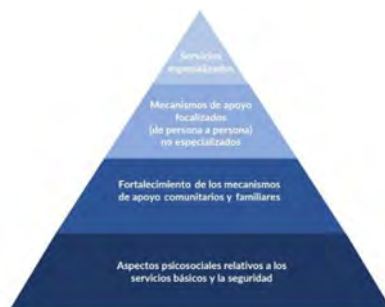 Servicios
especializados
Mecanismos de apoyo
focalizados
(de persona a persona)
no especializados
Fortalecimiento de los mecanismos
de apoyo comunitarios y familiares
Aspectos psicosociales relativos a los
servicios básicos y la seguridad